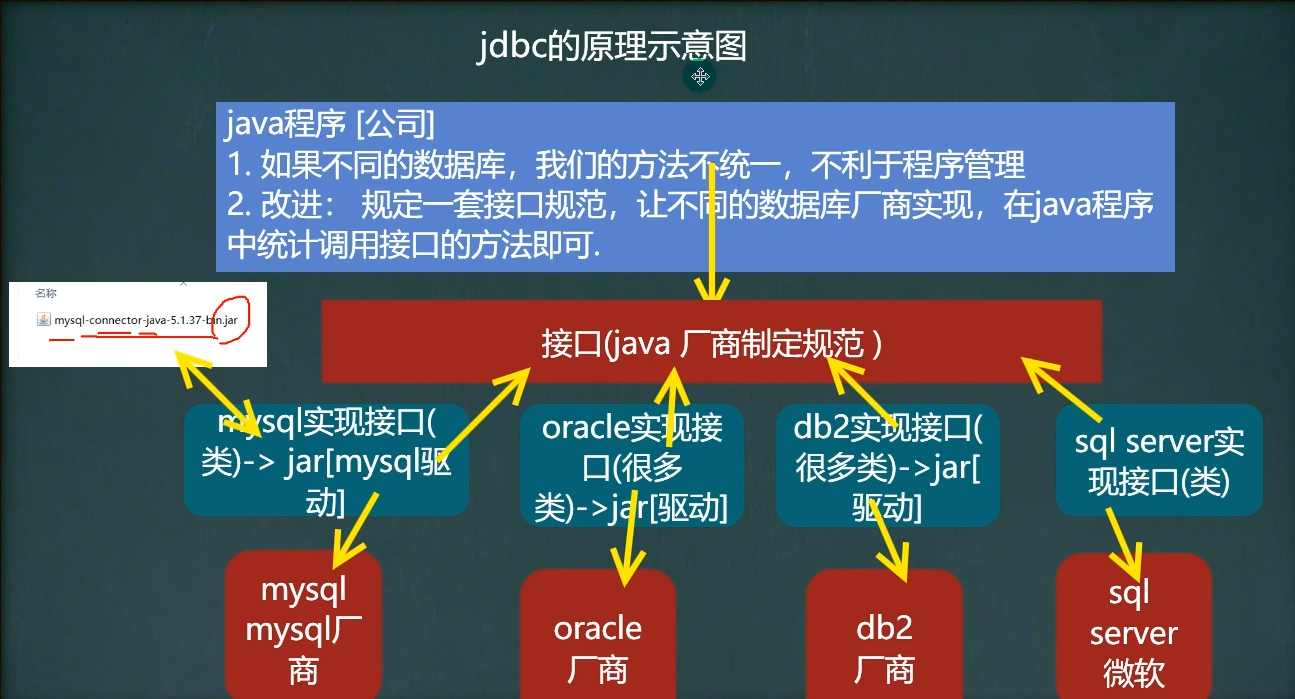 jdbc的原理示意图
java程序 [公司]
1. 如果不同的数据库，我们的方法不统一，不利于程序管理
2. 改进： 规定一套接口规范，让不同的数据库厂商实现，在java程序
中统计调用接口的方法即可.
名称
mysql-connector-java-5.1.37-bin.jar
接口(java 厂商制定规范 )
mysql实现接口(
类)-> jar[mysql驱
动]
oracle实现接
口(很多
类)->jar[驱动]
db2实现接口(
很多类)->jar[
驱动]
sql server实
现接口(类)
mysql
mysql厂
商
oracle
厂商
db2
厂商
sql
server
微软